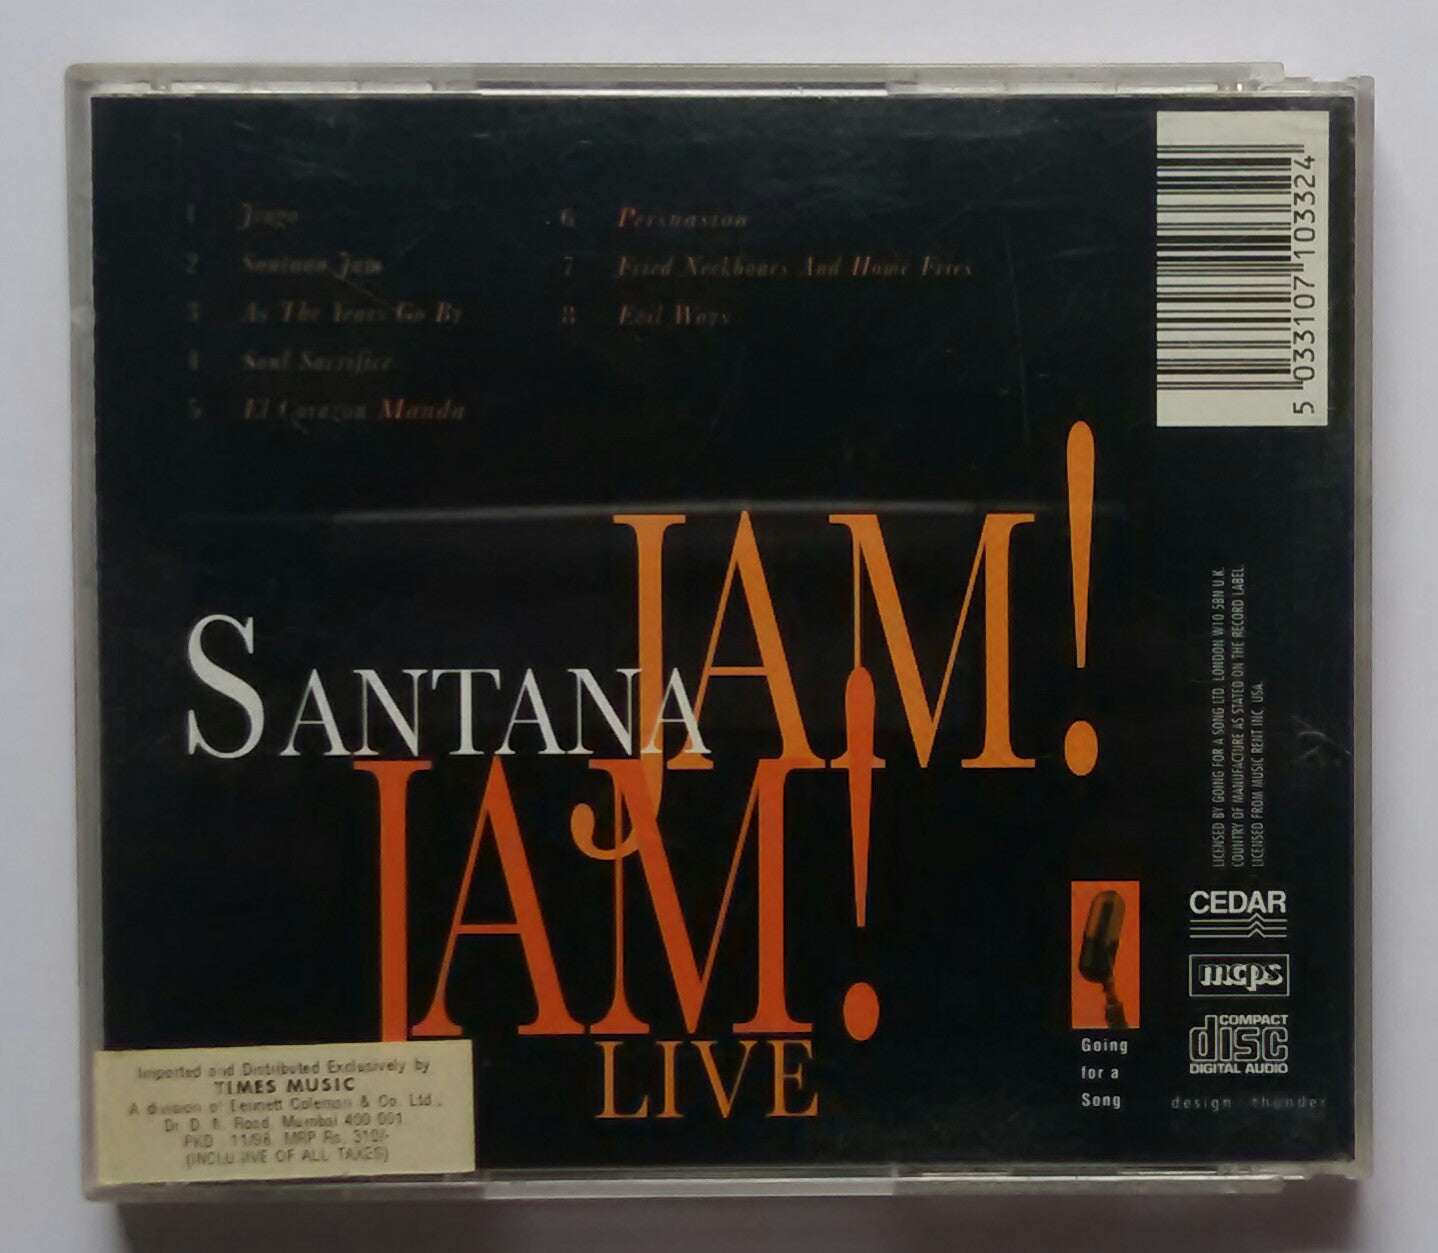 1 Jingo
2 Santana Jam
3 As The Years Go By
4 Soul Sacrifice
5 El Corazon Manda
6 Persuasion
7 Fried Neckbones And Home Fries
8 Evil Ways
5 033107 103324
JAM!
SANTANA
JAM!
LIVE
LICENSED BY GOING FOR A SONG LTD. LONDON W10 5BN U.K.
COUNTRY OF MANUFACTURE AS STATED ON THE RECORD LABEL.
LICENSED FROM MUSIC RENT INC. USA.
CEDAR
mcps
COMPACT
disc
DIGITAL AUDIO
Going
for a
Song
design : thunder
Imported and Distributed Exclusively by
TIMES MUSIC
A division of Bennett Coleman & Co. Ltd.,
Dr. D. N. Road, Mumbai 400 001.
PKD. 11/98. MRP Rs. 310/-
(INCLUSIVE OF ALL TAXES)